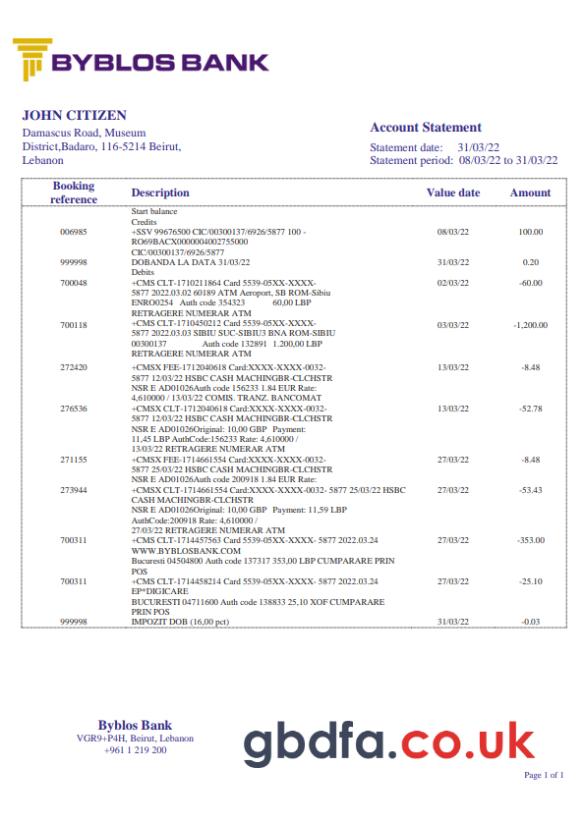 BYBLOS BANK
JOHN CITIZEN
Damascus Road, Museum
District,Badaro, 116-5214 Beirut,
Lebanon
Account Statement
Statement date: 31/03/22
Statement period: 08/03/22 to 31/03/22
Booking reference Description Value date Amount
Start balance
Credits
006985 +SSV 99676500 CIC/00300137/6926/5877 100 - 08/03/22 100.00
RO69BACX0000004002755000
CIC/00300137/6926/5877
999998 DOBANDA LA DATA 31/03/22 31/03/22 0.20
Debits
700048 +CMS CLT-1710211864 Card 5539-05XX-XXXX- 02/03/22 -60.00
5877 2022.03.02 60189 ATM Aeroport, SB ROM-Sibiu
ENRO0254 Auth code 354323 60,00 LBP
RETRAGERE NUMERAR ATM
700118 +CMS CLT-1710450212 Card 5539-05XX-XXXX- 03/03/22 -1,200.00
5877 2022.03.03 SIBIU SUC-SIBIU3 BNA ROM-SIBIU
00300137 Auth code 132891 1.200,00 LBP
RETRAGERE NUMERAR ATM
272420 +CMSX FEE-1712040618 Card:XXXX-XXXX-0032- 13/03/22 -8.48
5877 12/03/22 HSBC CASH MACHINGBR-CLCHSTR
NSR E AD01026Auth code 156233 1.84 EUR Rate:
4,610000 / 13/03/22 COMIS. TRANZ. BANCOMAT
276536 +CMSX CLT-1712040618 Card:XXXX-XXXX-0032- 13/03/22 -52.78
5877 12/03/22 HSBC CASH MACHINGBR-CLCHSTR
NSR E AD01026Original: 10,00 GBP Payment:
11,45 LBP AuthCode:156233 Rate: 4,610000 /
13/03/22 RETRAGERE NUMERAR ATM
271155 +CMSX FEE-1714661554 Card:XXXX-XXXX-0032- 27/03/22 -8.48
5877 25/03/22 HSBC CASH MACHINGBR-CLCHSTR
NSR E AD01026Auth code 200918 1.84 EUR Rate:
273944 +CMSX CLT-1714661554 Card:XXXX-XXXX-0032- 5877 25/03/22 HSBC 27/03/22 -53.43
CASH MACHINGBR-CLCHSTR
NSR E AD01026Original: 10,00 GBP Payment: 11,59 LBP
AuthCode:200918 Rate: 4,610000 /
27/03/22 RETRAGERE NUMERAR ATM
700311 +CMS CLT-1714457563 Card 5539-05XX-XXXX- 5877 2022.03.24 27/03/22 -353.00
WWW.BYBLOSBANK.COM
Bucuresti 04504800 Auth code 137317 353,00 LBP CUMPARARE PRIN
POS
700311 +CMS CLT-1714458214 Card 5539-05XX-XXXX- 5877 2022.03.24 27/03/22 -25.10
EP*DIGICARE
BUCURESTI 04711600 Auth code 138833 25,10 XOF CUMPARARE
PRIN POS
999998 IMPOZIT DOB (16,00 pct) 31/03/22 -0.03
Byblos Bank
VGR9+P4H, Beirut, Lebanon
+961 1 219 200
gbdfa.co.uk
Page 1 of 1